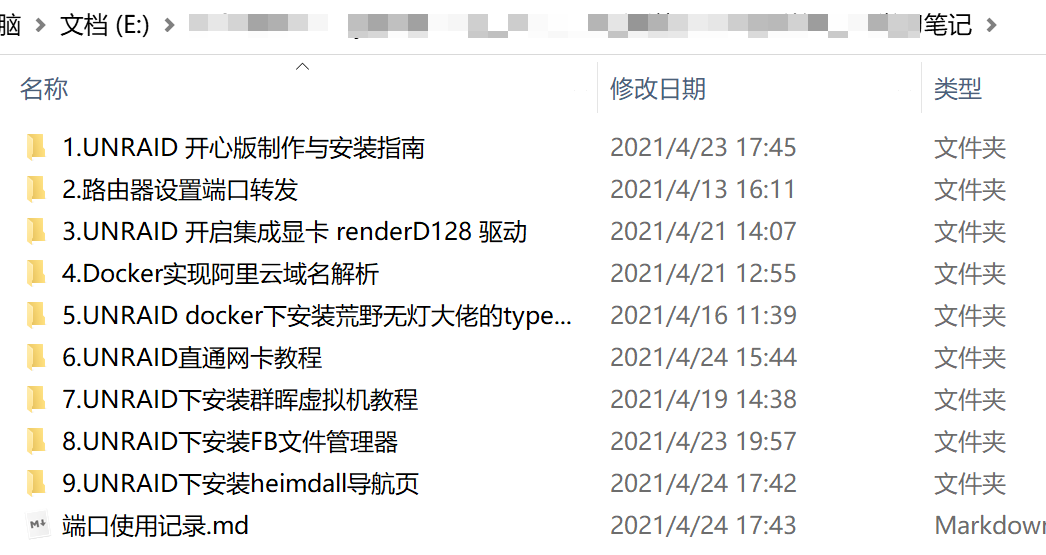 脑 > 文档 (E:) > 笔记 >
名称 修改日期 类型
1.UNRAID 开心版制作与安装指南 2021/4/23 17:45 文件夹
2.路由器设置端口转发 2021/4/13 16:11 文件夹
3.UNRAID 开启集成显卡 renderD128 驱动 2021/4/21 14:07 文件夹
4.Docker实现阿里云域名解析 2021/4/21 12:55 文件夹
5.UNRAID docker下安装荒野无灯大佬的type... 2021/4/16 11:39 文件夹
6.UNRAID直通网卡教程 2021/4/24 15:44 文件夹
7.UNRAID下安装群晖虚拟机教程 2021/4/19 14:38 文件夹
8.UNRAID下安装FB文件管理器 2021/4/23 19:57 文件夹
9.UNRAID下安装heimdall导航页 2021/4/24 17:42 文件夹
端口使用记录.md 2021/4/24 17:43 Markdown